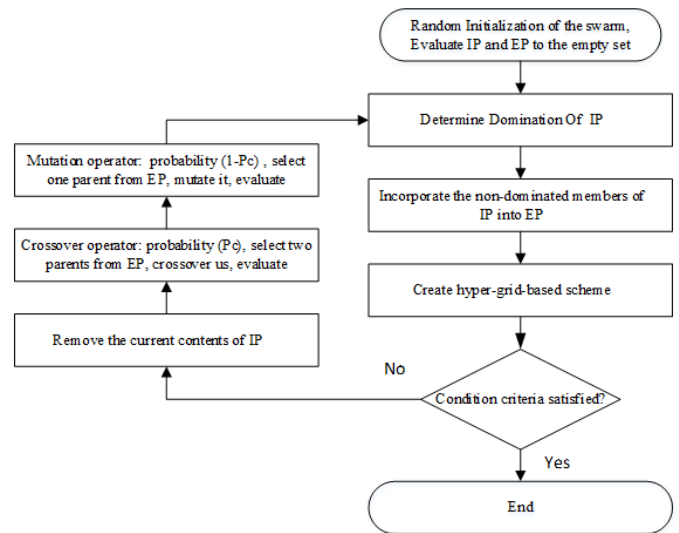 Random Initialization of the swarm,
Evaluate IP and EP to the empty set
Determine Domination Of IP
Incorporate the non-dominated members of
IP into EP
Create hyper-grid-based scheme
Condition criteria satisfied?
No
Yes
End
Remove the current contents of IP
Crossover operator: probability (Pc), select two
parents from EP, crossover us, evaluate
Mutation operator: probability (1-Pc) , select
one parent from EP, mutate it, evaluate